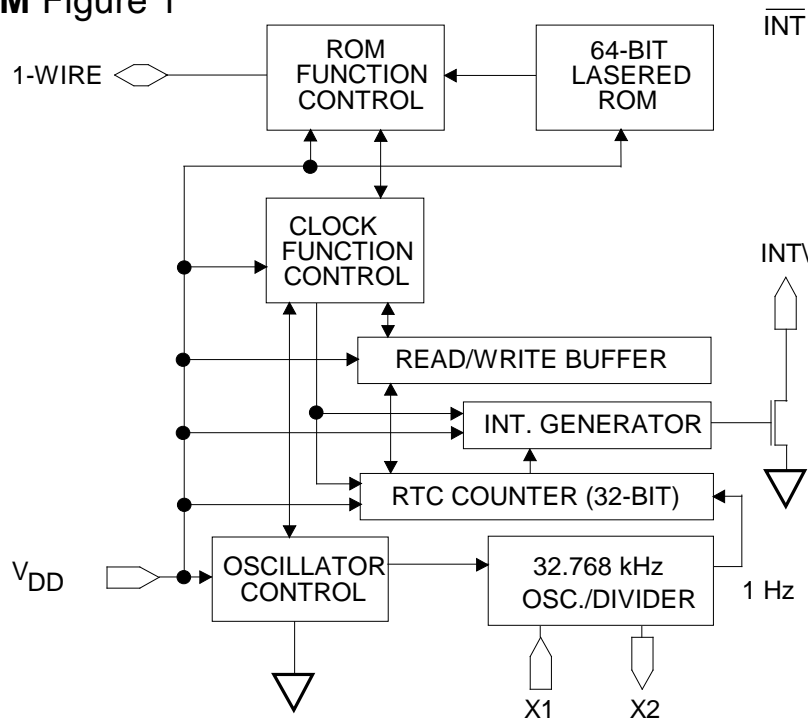 M Figure 1
INT
1-WIRE
ROM
FUNCTION
CONTROL
64-BIT
LASERED
ROM
CLOCK
FUNCTION
CONTROL
INT\
READ/WRITE BUFFER
INT. GENERATOR
RTC COUNTER (32-BIT)
VDD
OSCILLATOR
CONTROL
32.768 kHz
OSC./DIVIDER
1 Hz
X1
X2